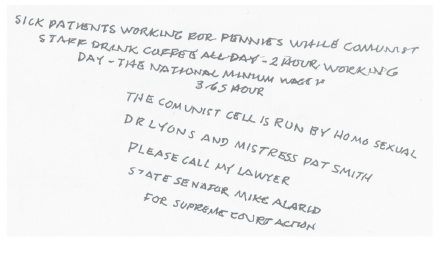 SICK PATIENTS WORKING FOR PENNIES WHILE COMUNIST
STAFF DRINK COFFEE ALL DAY - 2 HOUR WORKING
DAY - THE NATIONAL MINIUM WAGE IS
3.65 HOUR
THE COMUNIST CELL IS RUN BY HOMO SEXUAL
DR LYONS AND MISTRESS PAT SMITH
PLEASE CALL MY LAWYER
STATE SENATOR MIKE ALARID
FOR SUPREME COURT ACTION